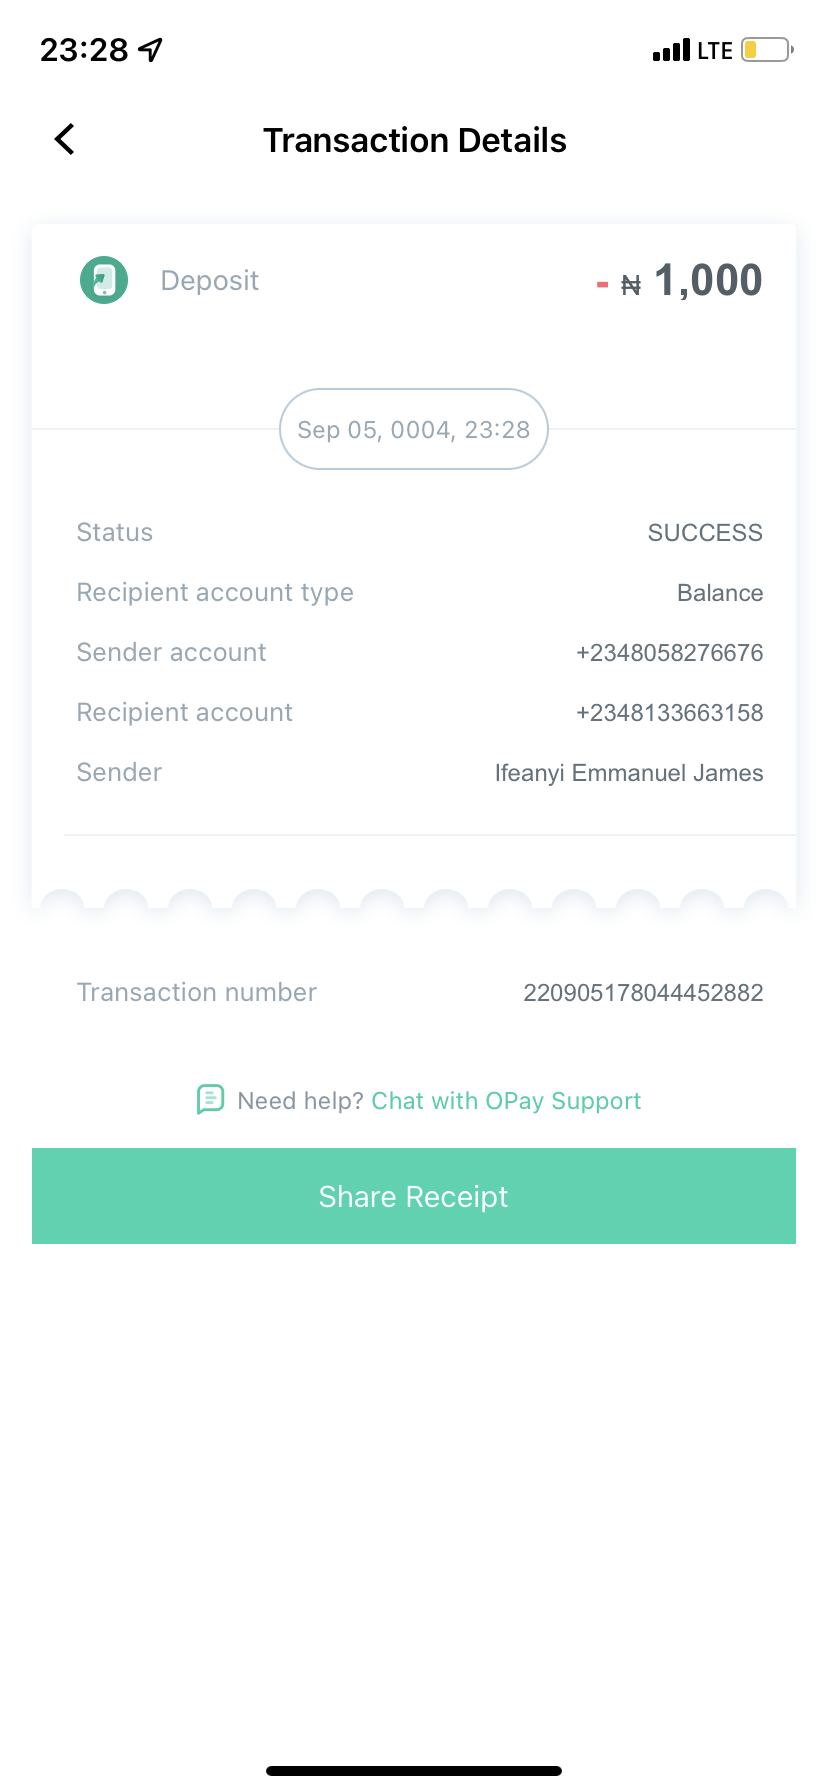 23:28 LTE
Transaction Details
Deposit - ₦ 1,000
Sep 05, 0004, 23:28
Status SUCCESS
Recipient account type Balance
Sender account +2348058276676
Recipient account +2348133663158
Sender Ifeanyi Emmanuel James
Transaction number 220905178044452882
Need help? Chat with OPay Support
Share Receipt